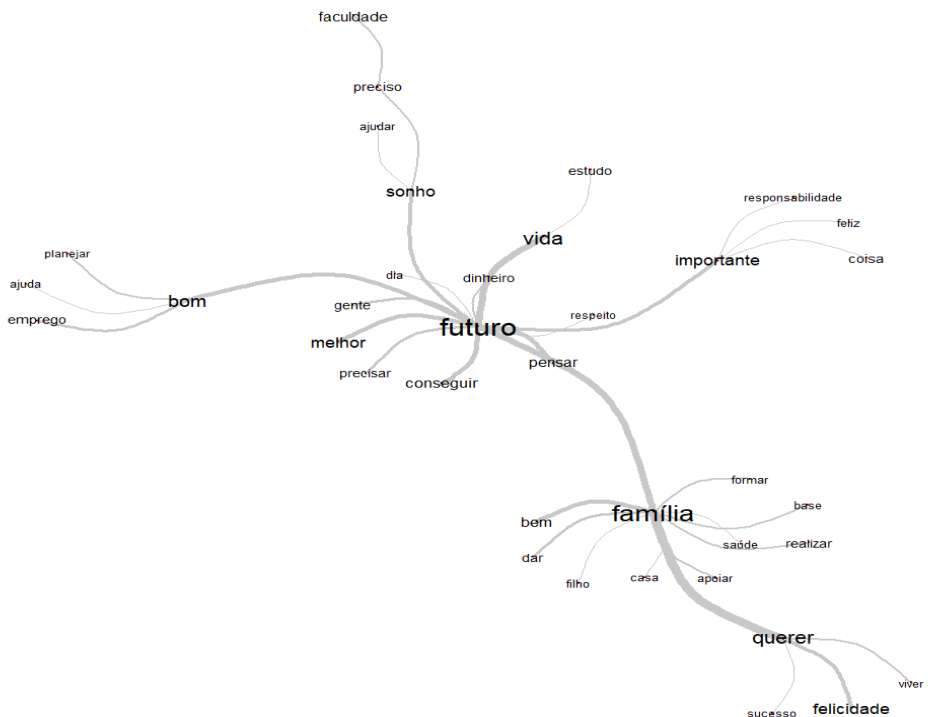 faculdade
preciso
ajudar
estudo
sonho
responsabilidade
feliz
vida
planejar
importante
coisa
dia
dinheiro
ajuda
bom
gente
respeito
emprego
futuro
melhor
pensar
precisar
conseguir
formar
base
família
bem
saúde
realizar
dar
filho
casa
apoiar
querer
viver
sucesso
felicidade